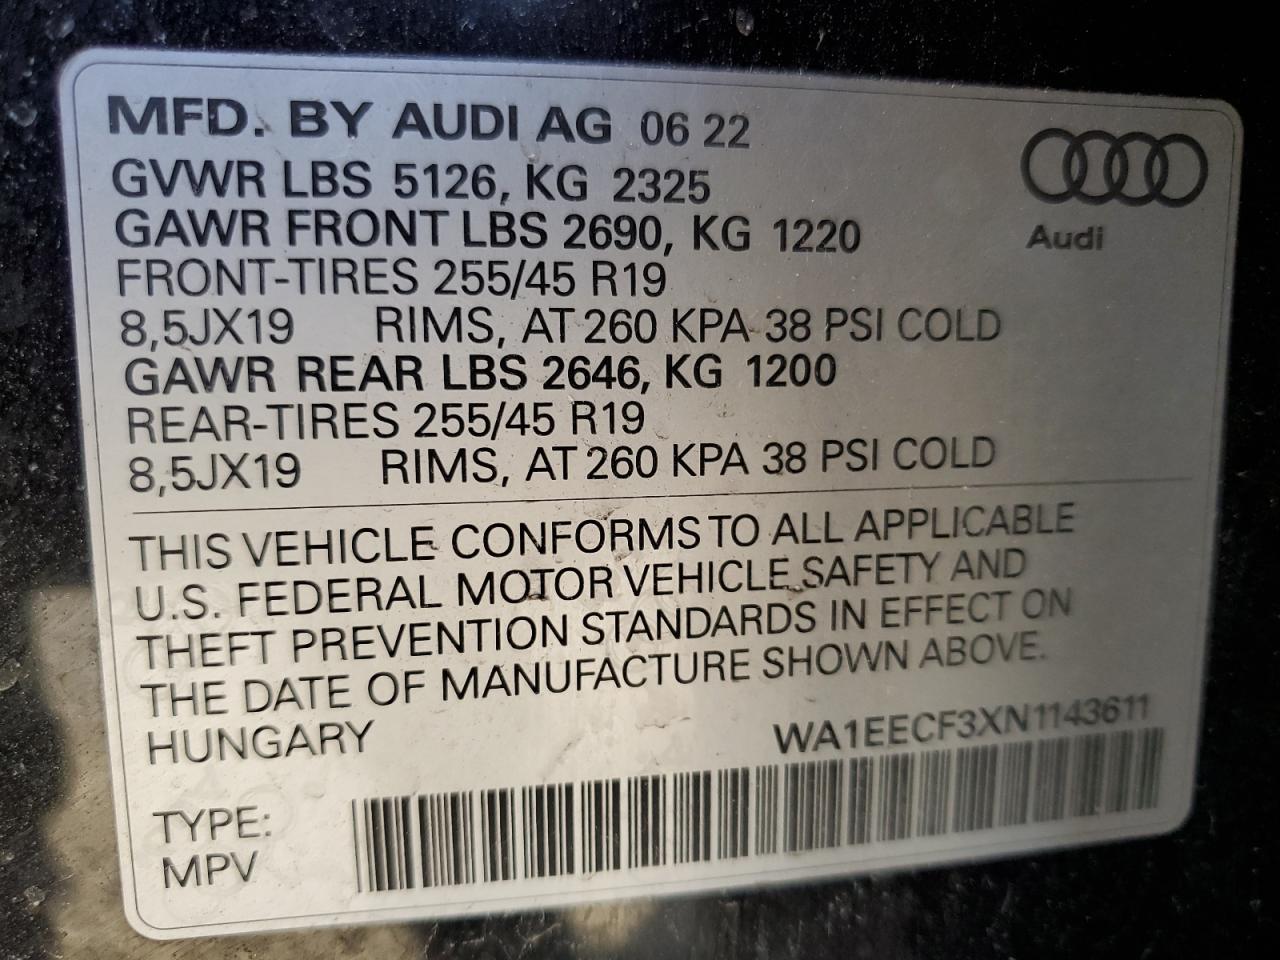 MFD. BY AUDI AG 06 22
GVWR LBS 5126, KG 2325
GAWR FRONT LBS 2690, KG 1220
Audi
FRONT-TIRES 255/45 R19
8,5JX19 RIMS, AT 260 KPA 38 PSI COLD
GAWR REAR LBS 2646, KG 1200
REAR-TIRES 255/45 R19
8,5JX19 RIMS, AT 260 KPA 38 PSI COLD
THIS VEHICLE CONFORMS TO ALL APPLICABLE
U.S. FEDERAL MOTOR VEHICLE SAFETY AND
THEFT PREVENTION STANDARDS IN EFFECT ON
THE DATE OF MANUFACTURE SHOWN ABOVE.
HUNGARY WA1EECF3XN1143611
TYPE:
MPV